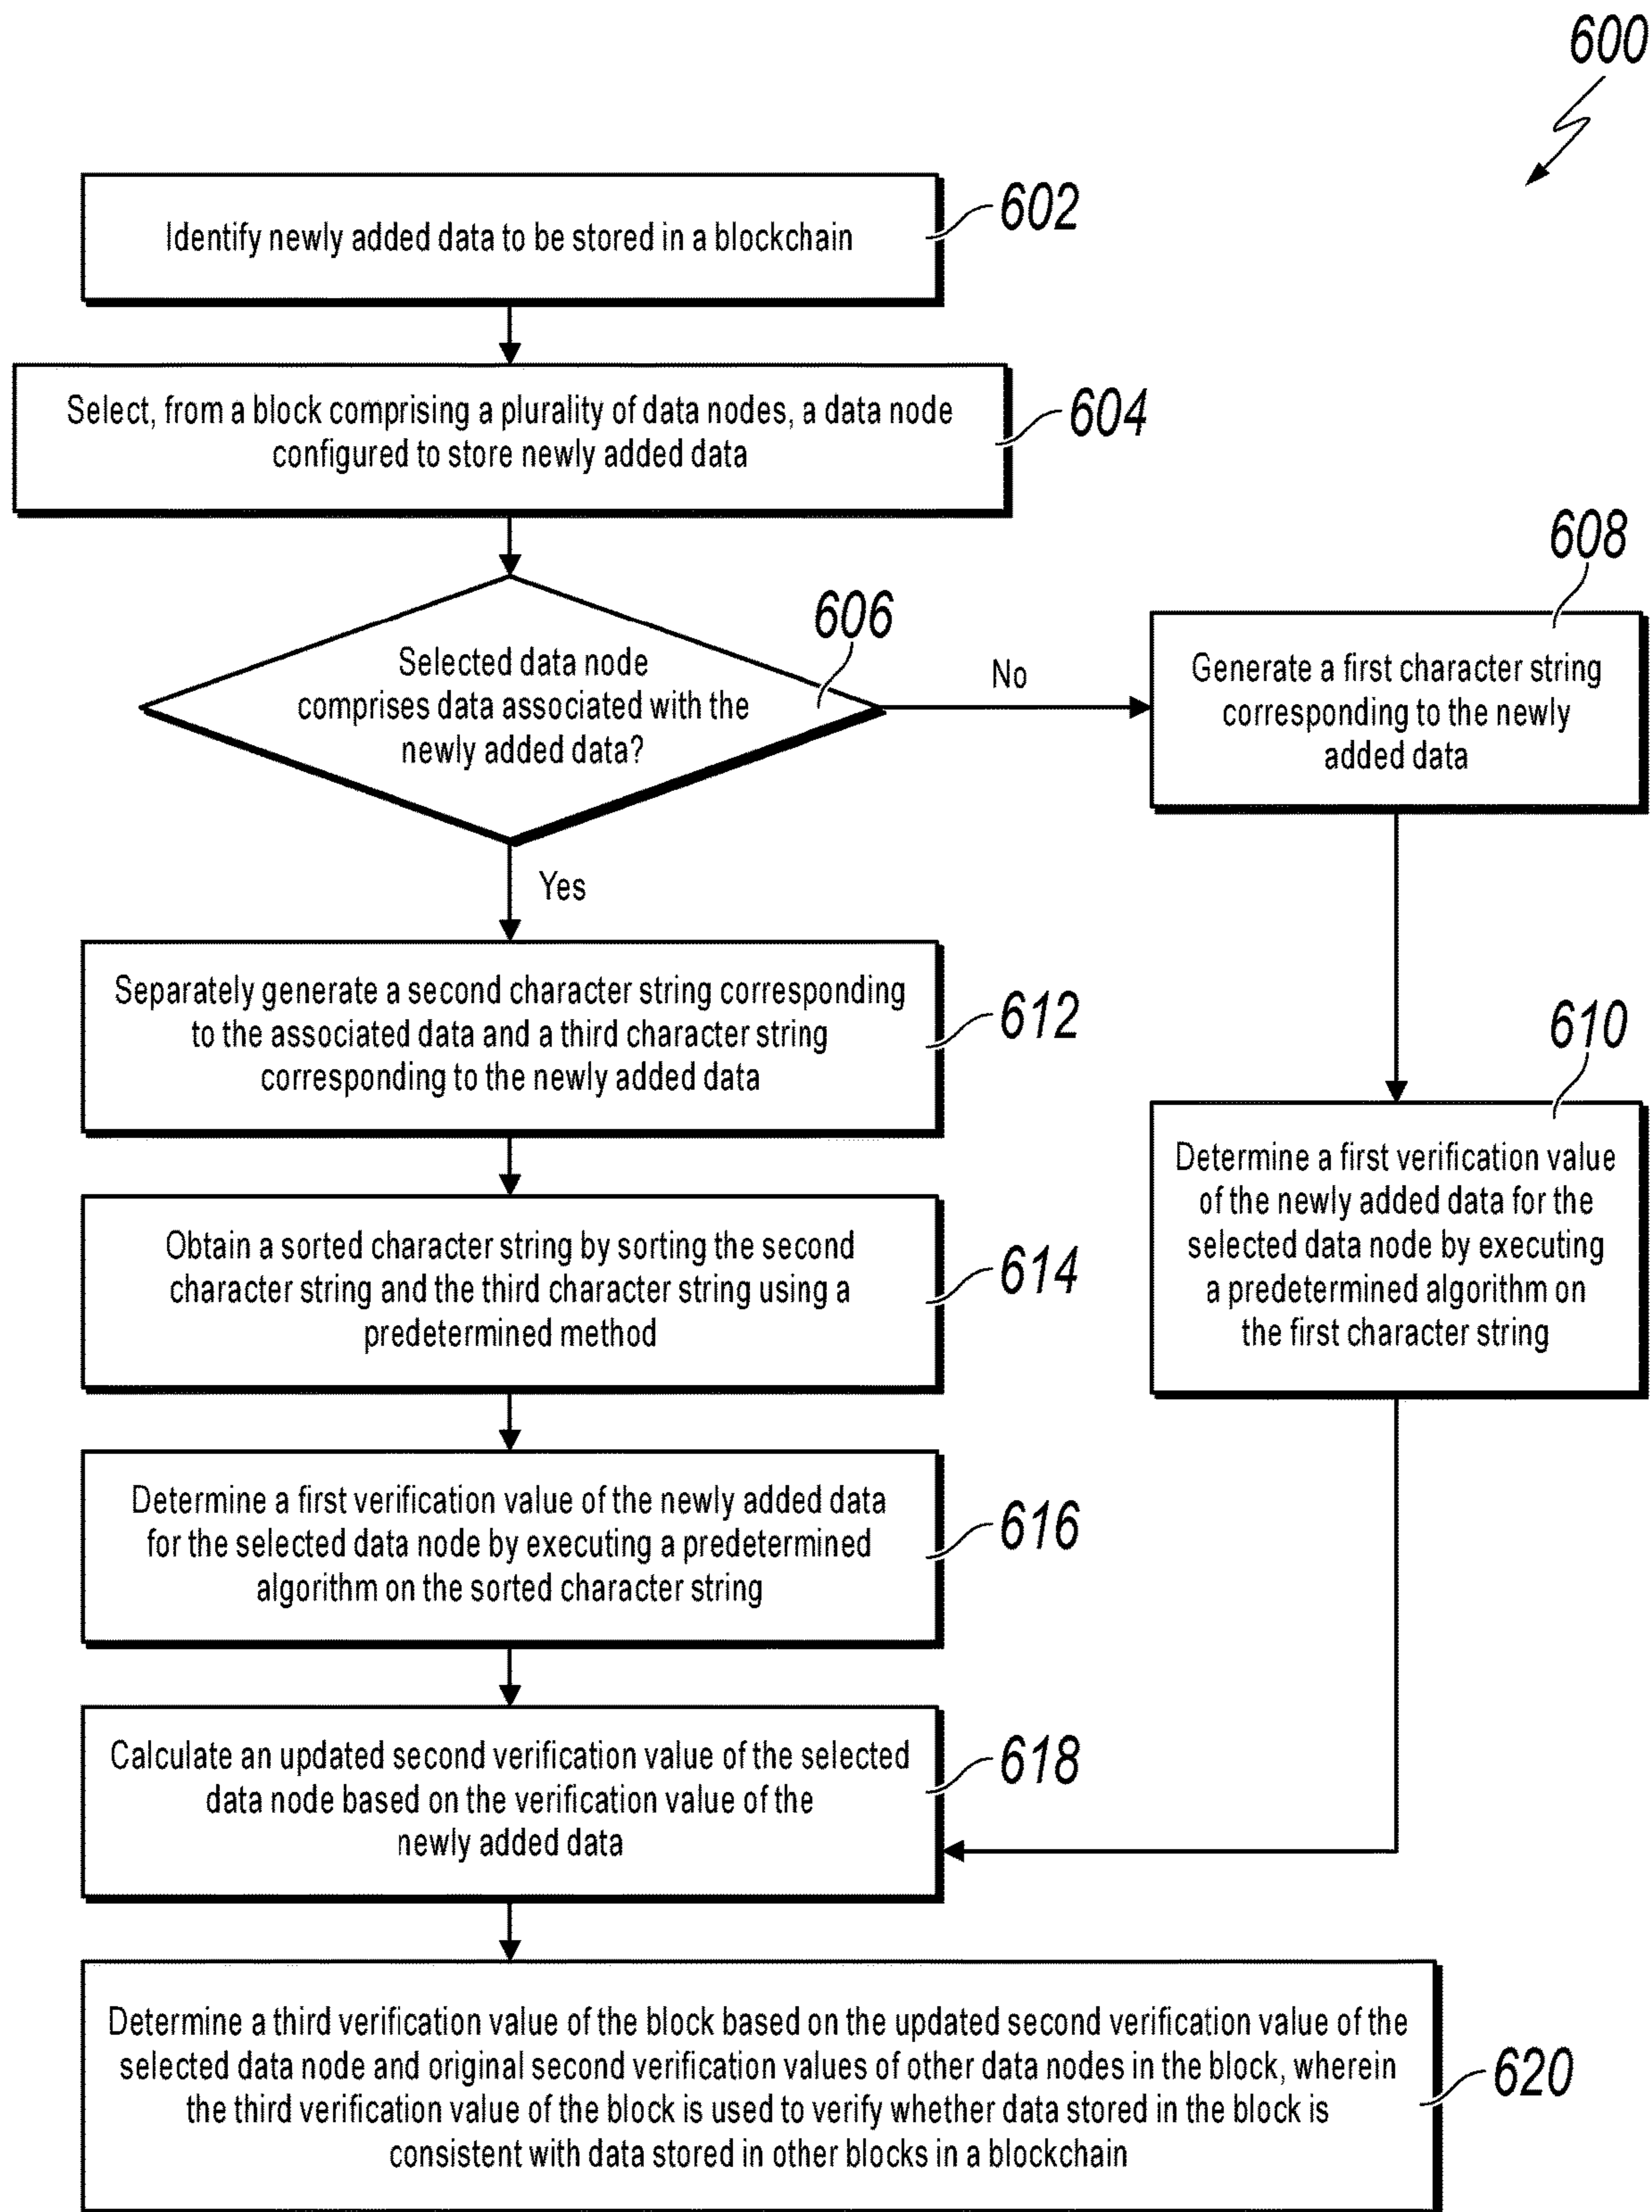 600
602
Identify newly added data to be stored in a blockchain
604
Select, from a block comprising a plurality of data nodes, a data node
configured to store newly added data
606
Selected data node
comprises data associated with the
newly added data?
No
608
Generate a first character string
corresponding to the newly
added data
Yes
612
Separately generate a second character string corresponding
to the associated data and a third character string
corresponding to the newly added data
610
Determine a first verification value
of the newly added data for the
selected data node by executing
a predetermined algorithm on
the first character string
614
Obtain a sorted character string by sorting the second
character string and the third character string using a
predetermined method
616
Determine a first verification value of the newly added data
for the selected data node by executing a predetermined
algorithm on the sorted character string
618
Calculate an updated second verification value of the selected
data node based on the verification value of the
newly added data
620
Determine a third verification value of the block based on the updated second verification value of the
selected data node and original second verification values of other data nodes in the block, wherein
the third verification value of the block is used to verify whether data stored in the block is
consistent with data stored in other blocks in a blockchain